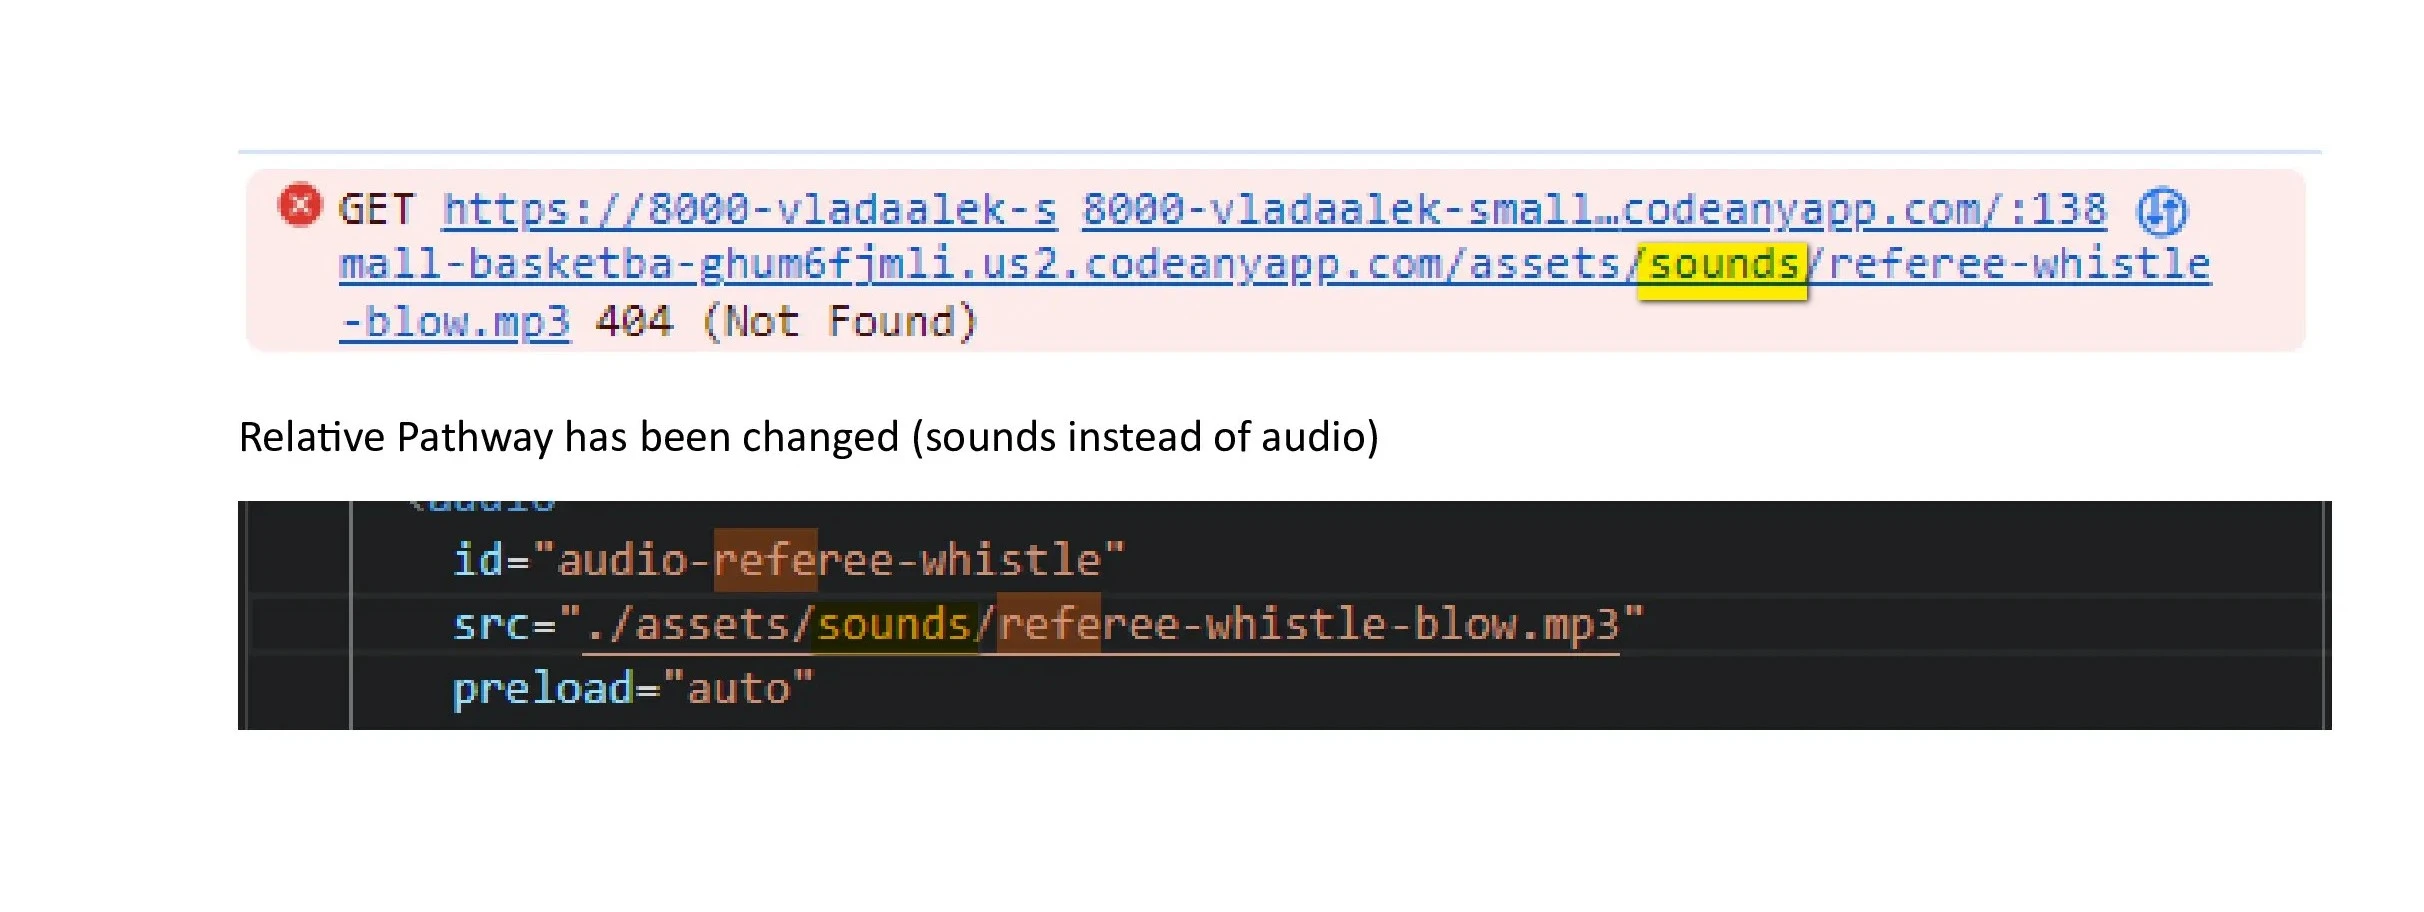 GET https://8000-vladaalek-s 8000-vladaalek-small…codeanyapp.com/:138
mall-basketba-ghum6fjmli.us2.codeanyapp.com/assets/sounds/referee-whistle
-blow.mp3 404 (Not Found)
Relative Pathway has been changed (sounds instead of audio)
<audio
id="audio-referee-whistle"
src="./assets/sounds/referee-whistle-blow.mp3"
preload="auto"